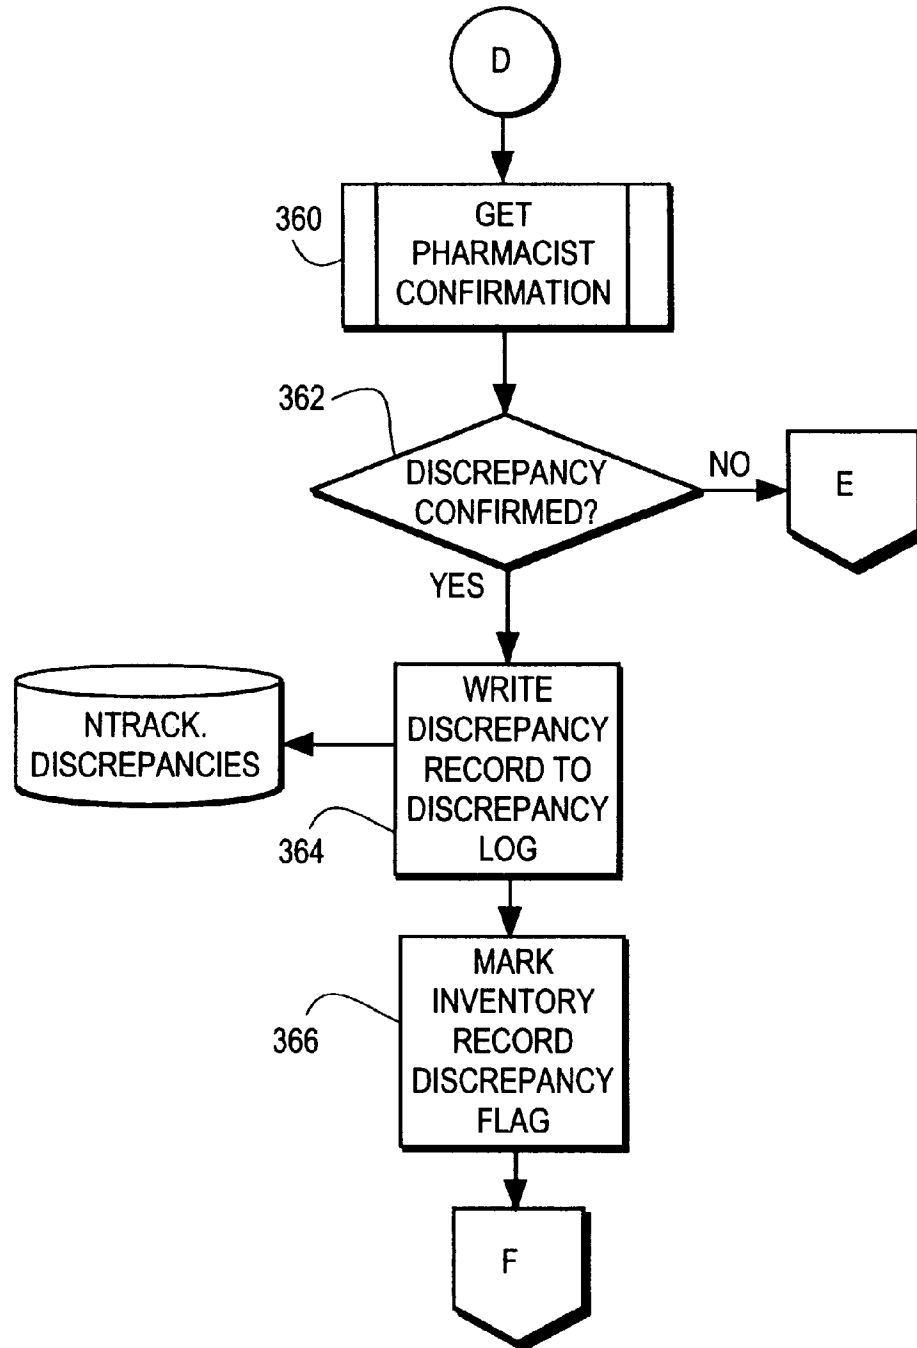 D
360
GET
PHARMACIST
CONFIRMATION
362
DISCREPANCY
CONFIRMED?
NO
E
YES
NTRACK.
DISCREPANCIES
WRITE
DISCREPANCY
RECORD TO
DISCREPANCY
LOG
364
MARK
INVENTORY
RECORD
DISCREPANCY
FLAG
366
F